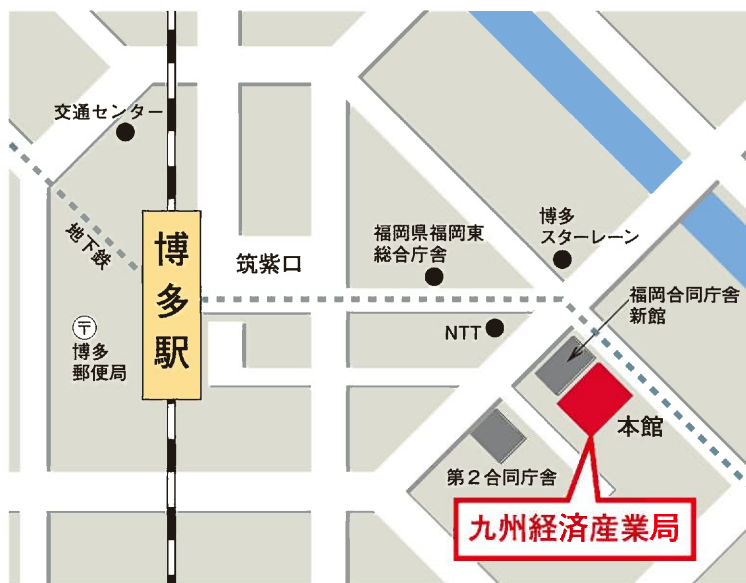 交通センター
地下鉄
博多駅
筑紫口
福岡県福岡東
総合庁舎
博多
スターレーン
福岡合同庁舎
新館
NTT
〒
博多
郵便局
本館
第2合同庁舎
九州経済産業局